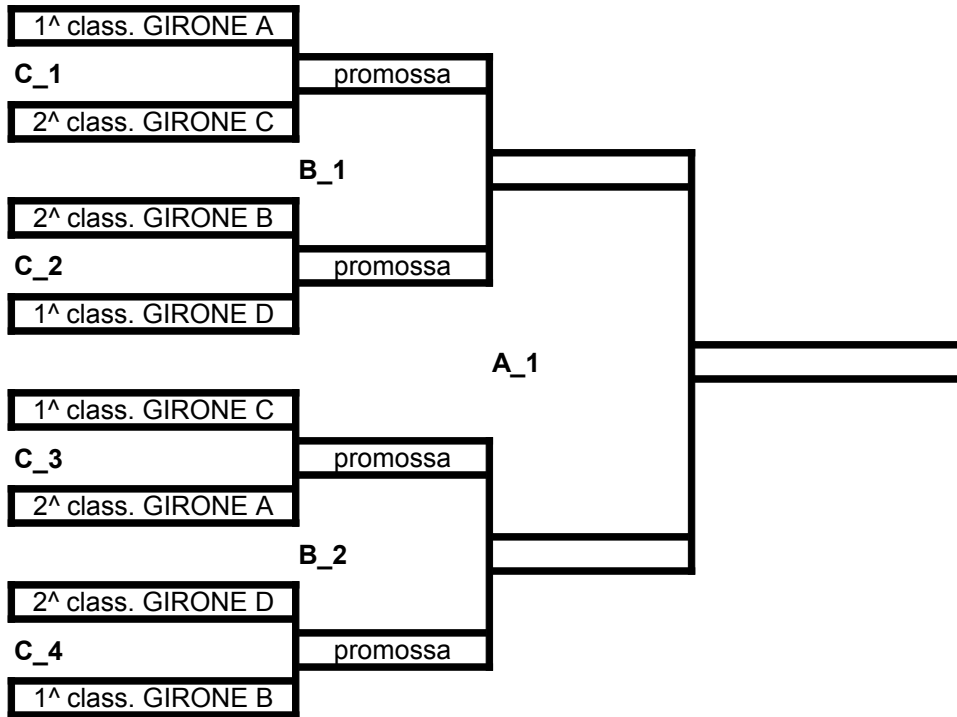 1^ class. GIRONE A
C_1
promossa
2^ class. GIRONE C
B_1
2^ class. GIRONE B
C_2
promossa
1^ class. GIRONE D
A_1
1^ class. GIRONE C
C_3
promossa
2^ class. GIRONE A
B_2
2^ class. GIRONE D
C_4
promossa
1^ class. GIRONE B